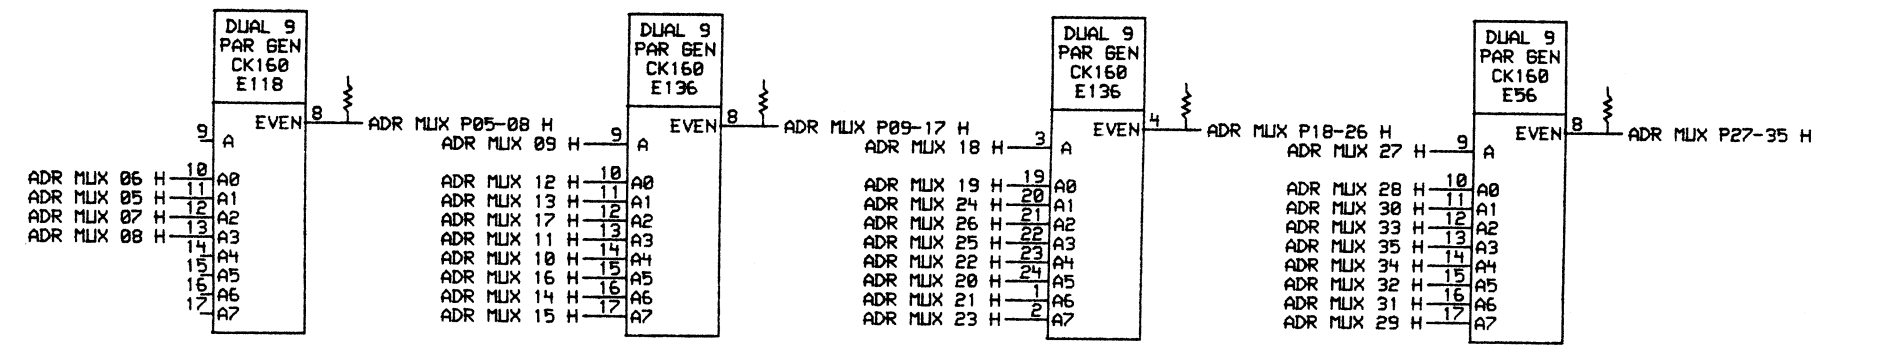 DUAL 9
PAR GEN
CK160
E118
EVEN 8 ADR MUX P05-08 H
9 A
ADR MUX 06 H 10 A0
ADR MUX 05 H 11 A1
ADR MUX 07 H 12 A2
ADR MUX 08 H 13 A3
14 A4
15 A5
16 A6
17 A7
DUAL 9
PAR GEN
CK160
E136
EVEN 8 ADR MUX P09-17 H
ADR MUX 09 H 9 A
ADR MUX 12 H 10 A0
ADR MUX 13 H 11 A1
ADR MUX 17 H 12 A2
ADR MUX 11 H 13 A3
ADR MUX 10 H 14 A4
ADR MUX 16 H 15 A5
ADR MUX 14 H 16 A6
ADR MUX 15 H 17 A7
DUAL 9
PAR GEN
CK160
E136
EVEN 4 ADR MUX P18-26 H
ADR MUX 18 H 3 A
ADR MUX 19 H 19 A0
ADR MUX 24 H 20 A1
ADR MUX 26 H 21 A2
ADR MUX 25 H 22 A3
ADR MUX 22 H 23 A4
ADR MUX 20 H 24 A5
ADR MUX 21 H 1 A6
ADR MUX 23 H 2 A7
DUAL 9
PAR GEN
CK160
E56
EVEN 8 ADR MUX P27-35 H
ADR MUX 27 H 9 A
ADR MUX 28 H 10 A0
ADR MUX 30 H 11 A1
ADR MUX 33 H 12 A2
ADR MUX 35 H 13 A3
ADR MUX 34 H 14 A4
ADR MUX 32 H 15 A5
ADR MUX 31 H 16 A6
ADR MUX 29 H 17 A7